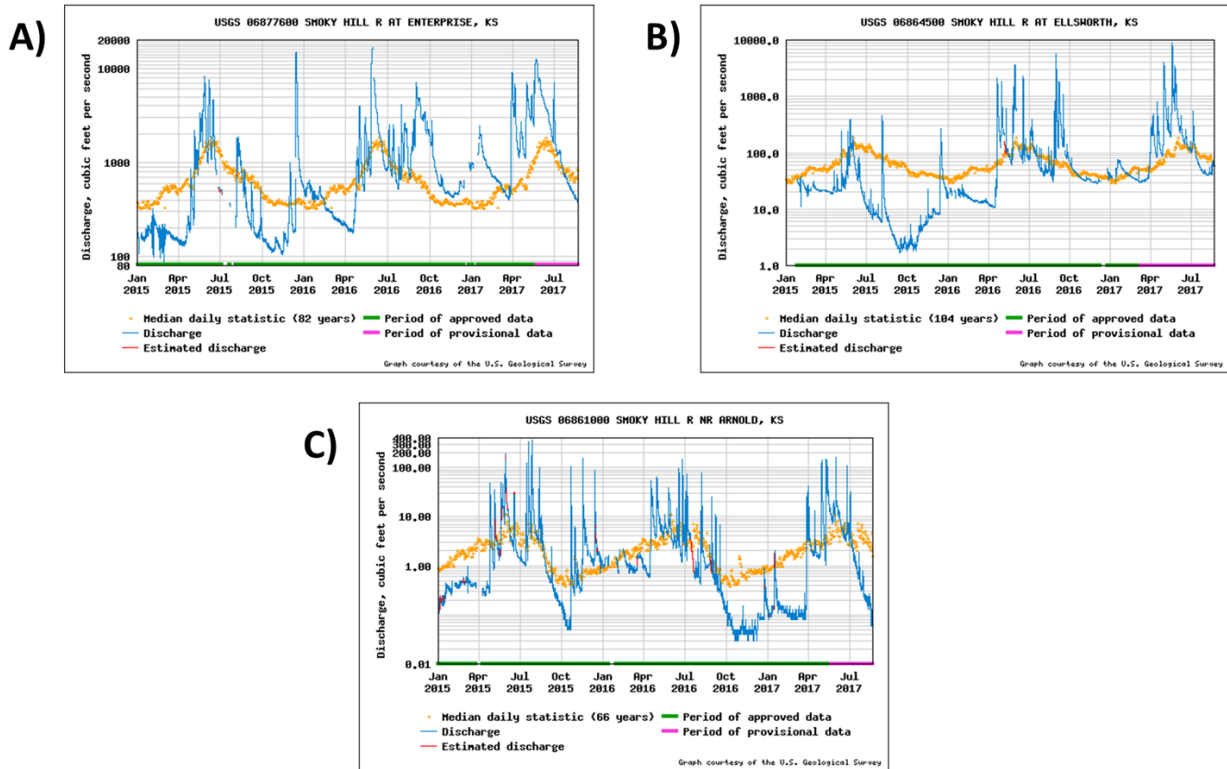 A)
USGS 06877600 SMOKY HILL R AT ENTERPRISE, KS
Discharge, cubic feet per second
20000
10000
1000
100
80
Jan Apr Jul Oct Jan Apr Jul Oct Jan Apr Jul
2015 2015 2015 2015 2016 2016 2016 2016 2017 2017 2017
Median daily statistic (82 years) Period of approved data
Discharge Period of provisional data
Estimated discharge
Graph courtesy of the U.S. Geological Survey
B)
USGS 06864500 SMOKY HILL R AT ELLSWORTH, KS
Discharge, cubic feet per second
10000.0
1000.0
100.0
10.0
1.0
Jan Apr Jul Oct Jan Apr Jul Oct Jan Apr Jul
2015 2015 2015 2015 2016 2016 2016 2016 2017 2017 2017
Median daily statistic (104 years) Period of approved data
Discharge Period of provisional data
Estimated discharge
Graph courtesy of the U.S. Geological Survey
C)
USGS 06861000 SMOKY HILL R NR ARNOLD, KS
Discharge, cubic feet per second
400.00
300.00
200.00
100.00
10.00
1.00
0.01
Jan Apr Jul Oct Jan Apr Jul Oct Jan Apr Jul
2015 2015 2015 2015 2016 2016 2016 2016 2017 2017 2017
Median daily statistic (66 years) Period of approved data
Discharge Period of provisional data
Estimated discharge
Graph courtesy of the U.S. Geological Survey